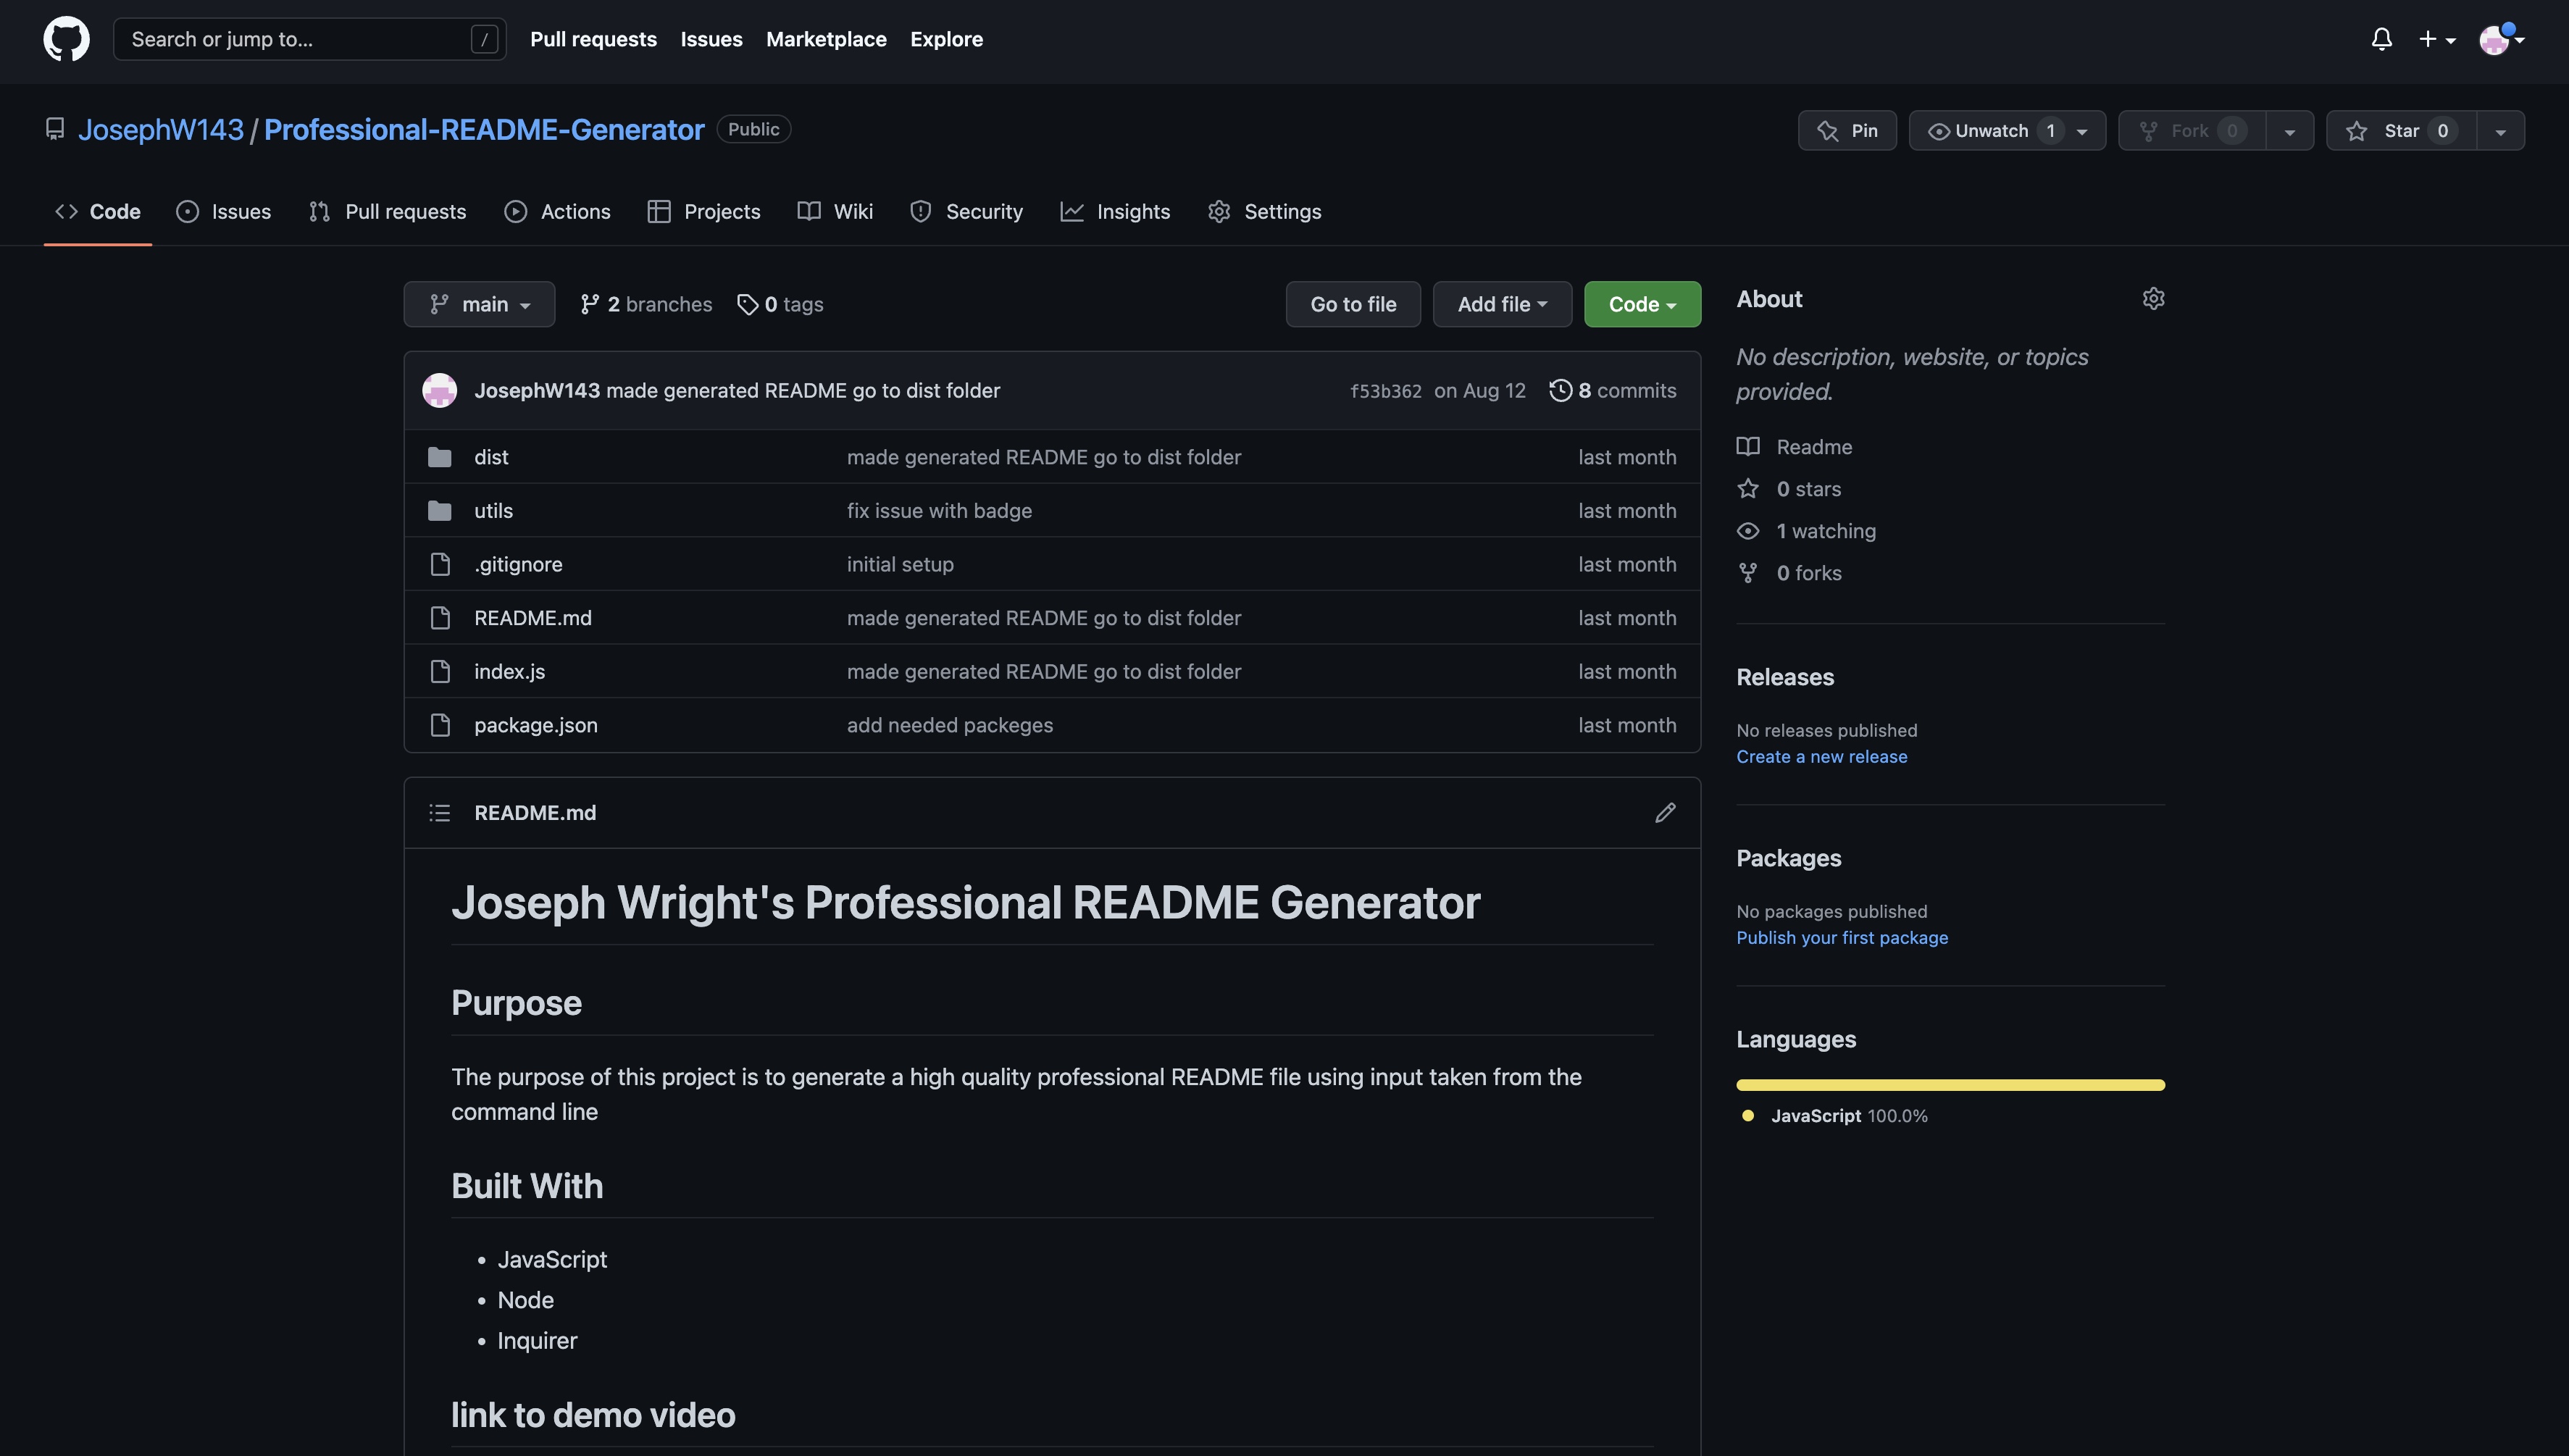 Search or jump to... / Pull requests Issues Marketplace Explore
JosephW143 / Professional-README-Generator Public Pin Unwatch 1 Fork 0 Star 0
Code Issues Pull requests Actions Projects Wiki Security Insights Settings
main 2 branches 0 tags Go to file Add file Code
JosephW143 made generated README go to dist folder f53b362 on Aug 12 8 commits
dist made generated README go to dist folder last month
utils fix issue with badge last month
.gitignore initial setup last month
README.md made generated README go to dist folder last month
index.js made generated README go to dist folder last month
package.json add needed packeges last month
README.md
Joseph Wright's Professional README Generator
Purpose
The purpose of this project is to generate a high quality professional README file using input taken from the
command line
Built With
JavaScript
Node
Inquirer
link to demo video
About
No description, website, or topics
provided.
Readme
0 stars
1 watching
0 forks
Releases
No releases published
Create a new release
Packages
No packages published
Publish your first package
Languages
JavaScript 100.0%